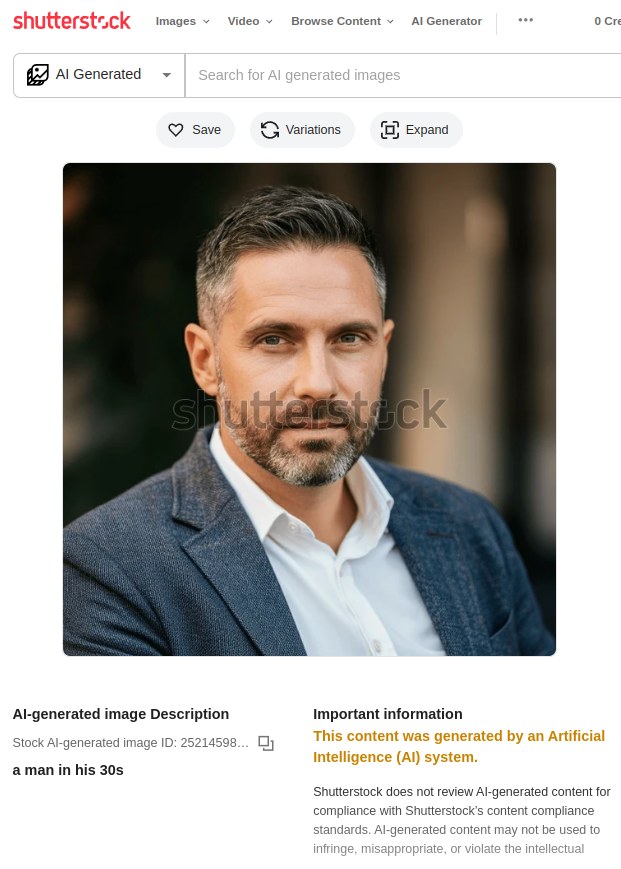 shutterstock
Images
Video
Browse Content
AI Generator
0 Cre
AI Generated
Search for AI generated images
Save
Variations
Expand
shutterstock
AI-generated image Description
Stock AI-generated image ID: 25214598…
a man in his 30s
Important information
This content was generated by an Artificial
Intelligence (AI) system.
Shutterstock does not review AI-generated content for
compliance with Shutterstock’s content compliance
standards. AI-generated content may not be used to
infringe, misappropriate, or violate the intellectual